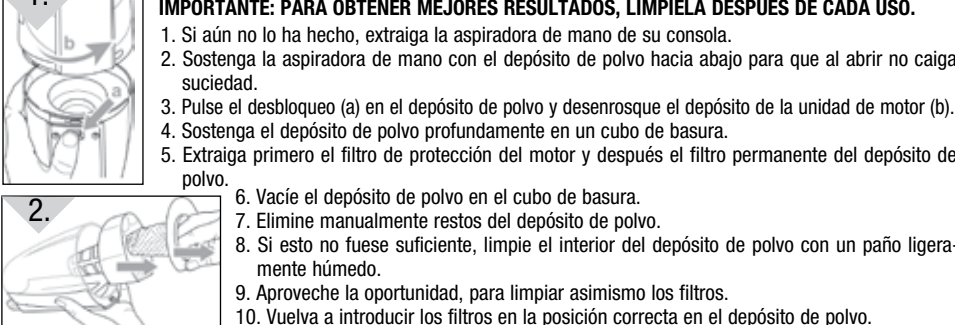 1.
IMPORTANTE: PARA OBTENER MEJORES RESULTADOS, LÍMPIELA DESPUÉS DE CADA USO.
b
a
1. Si aún no lo ha hecho, extraiga la aspiradora de mano de su consola.
2. Sostenga la aspiradora de mano con el depósito de polvo hacia abajo para que al abrir no caiga
suciedad.
3. Pulse el desbloqueo (a) en el depósito de polvo y desenrosque el depósito de la unidad de motor (b).
4. Sostenga el depósito de polvo profundamente en un cubo de basura.
5. Extraiga primero el filtro de protección del motor y después el filtro permanente del depósito de
polvo.
2.
6. Vacíe el depósito de polvo en el cubo de basura.
7. Elimine manualmente restos del depósito de polvo.
8. Si esto no fuese suficiente, limpie el interior del depósito de polvo con un paño ligera-
mente húmedo.
9. Aproveche la oportunidad, para limpiar asimismo los filtros.
10. Vuelva a introducir los filtros en la posición correcta en el depósito de polvo.